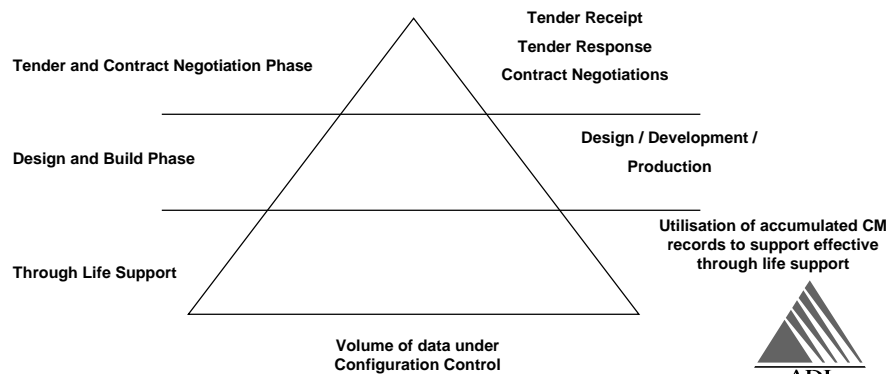 Tender Receipt
Tender Response
Contract Negotiations
Tender and Contract Negotiation Phase
Design / Development /
Production
Design and Build Phase
Utilisation of accumulated CM
records to support effective
through life support
Through Life Support
Volume of data under
Configuration Control
ADI